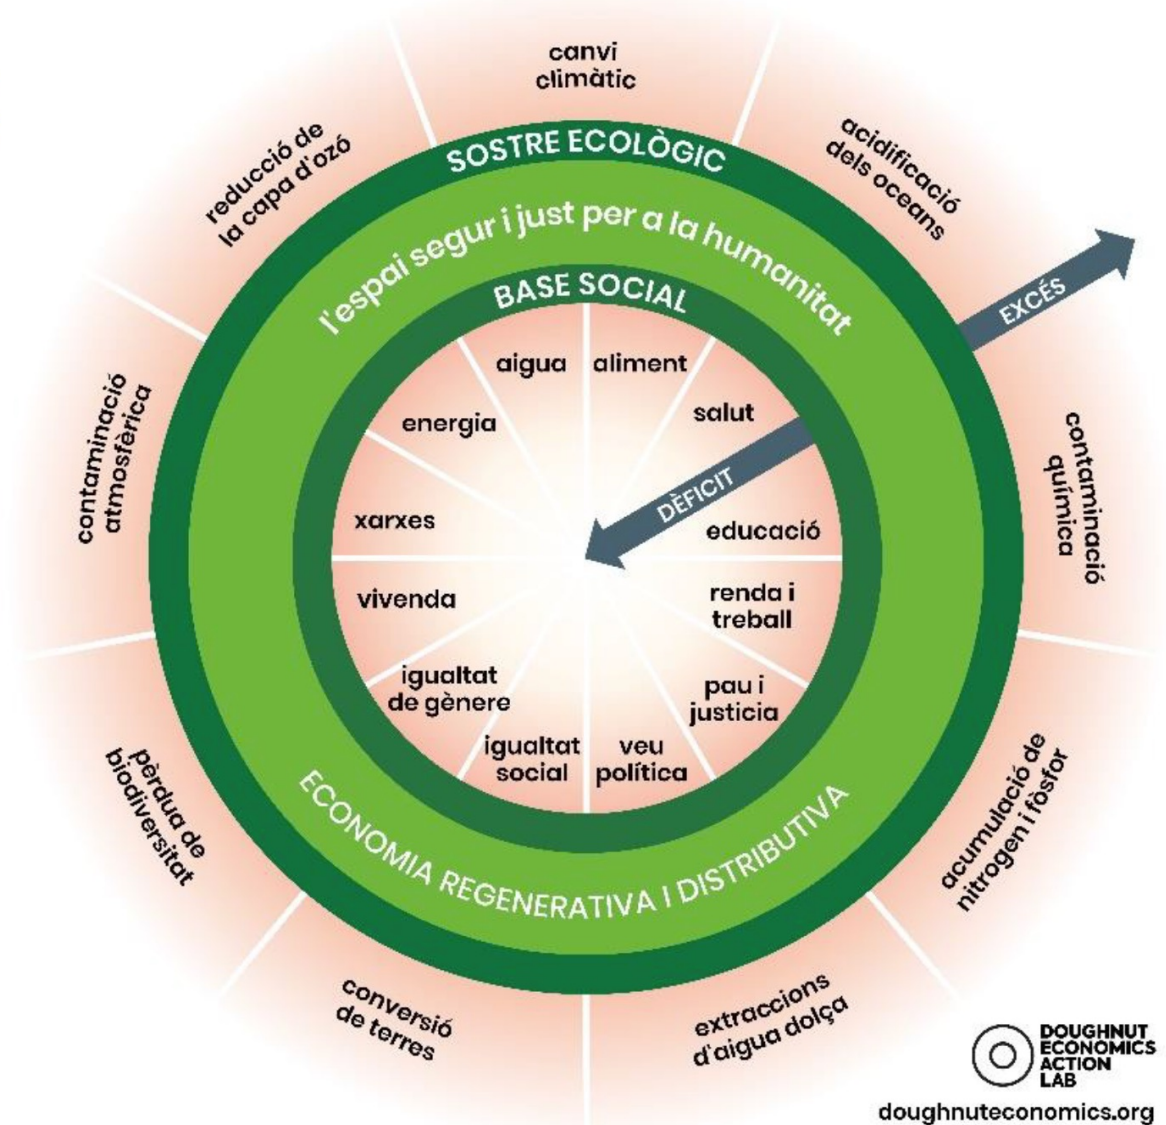 canvi
climàtic
acidificació
dels oceans
reducció de
la capa d'ozó
SOSTRE ECOLÒGIC
l'espai segur i just per a la humanitat
BASE SOCIAL
EXCÉS
aigua
aliment
energia
salut
DÈFICIT
contaminació
atmosfèrica
contaminació
química
xarxes
educació
vivenda
renda i
treball
igualtat
de gènere
pau i
justicia
igualtat
social
veu
política
pèrdua de
biodiversitat
acumulació de
nitrogen i fòsfor
ECONOMIA REGENERATIVA I DISTRIBUTIVA
conversió
de terres
extraccions
d'aigua dolça
DOUGHNUT
ECONOMICS
ACTION
LAB
doughnuteconomics.org